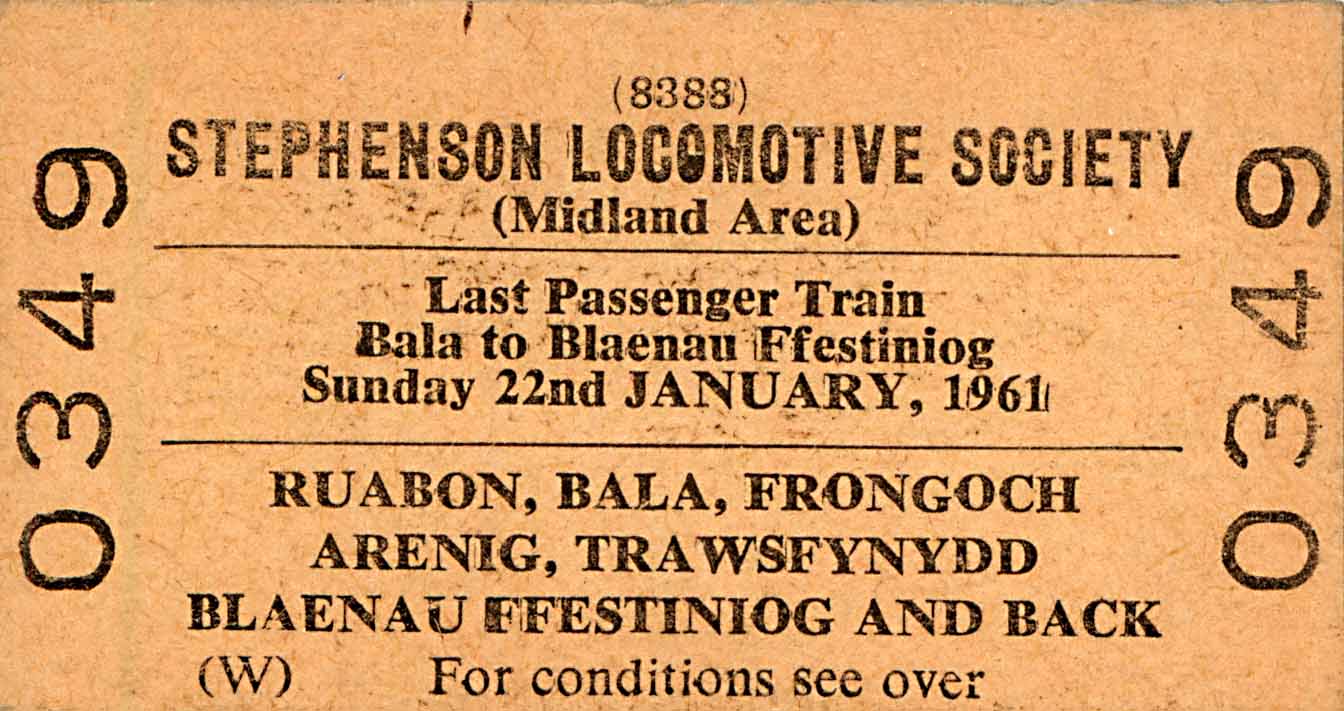 (8388)
STEPHENSON LOCOMOTIVE SOCIETY
(Midland Area)
Last Passenger Train
Bala to Blaenau Ffestiniog
Sunday 22nd JANUARY, 1961
RUABON, BALA, FRONGOCH
ARENIG, TRAWSFYNYDD
BLAENAU FFESTINIOG AND BACK
(W) For conditions see over
0349
0349